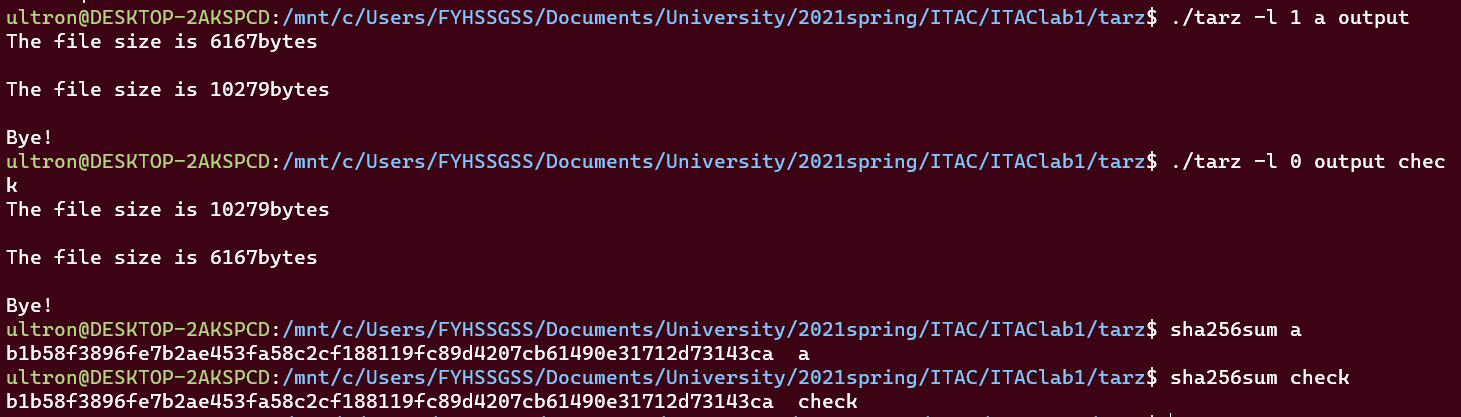 ultron@DESKTOP-2AKSPCD:/mnt/c/Users/FYHSSGSS/Documents/University/2021spring/ITAC/ITAClab1/tarz$ ./tarz -l 1 a output
The file size is 6167bytes
The file size is 10279bytes
Bye!
ultron@DESKTOP-2AKSPCD:/mnt/c/Users/FYHSSGSS/Documents/University/2021spring/ITAC/ITAClab1/tarz$ ./tarz -l 0 output chec
k
The file size is 10279bytes
The file size is 6167bytes
Bye!
ultron@DESKTOP-2AKSPCD:/mnt/c/Users/FYHSSGSS/Documents/University/2021spring/ITAC/ITAClab1/tarz$ sha256sum a
b1b58f3896fe7b2ae453fa58c2cf188119fc89d4207cb61490e31712d73143ca  a
ultron@DESKTOP-2AKSPCD:/mnt/c/Users/FYHSSGSS/Documents/University/2021spring/ITAC/ITAClab1/tarz$ sha256sum check
b1b58f3896fe7b2ae453fa58c2cf188119fc89d4207cb61490e31712d73143ca  check